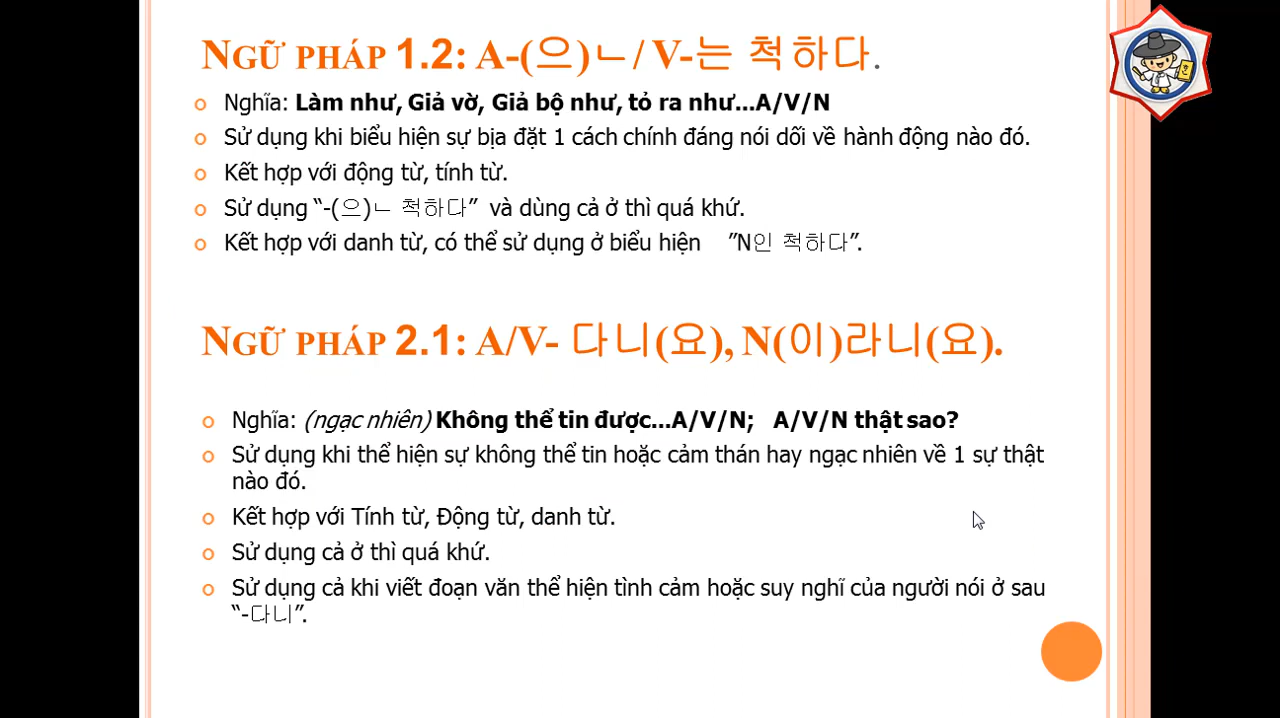 NGỮ PHÁP 1.2: A-(으)ㄴ/ V-는 척하다.
Nghĩa: Làm như, Giả vờ, Giả bộ như, tỏ ra như...A/V/N
Sử dụng khi biểu hiện sự bịa đặt 1 cách chính đáng nói dối về hành động nào đó.
Kết hợp với động từ, tính từ.
Sử dụng “-(으)ㄴ 척하다” và dùng cả ở thì quá khứ.
Kết hợp với danh từ, có thể sử dụng ở biểu hiện ”N인 척하다”.
NGỮ PHÁP 2.1: A/V- 다니(요), N(이)라니(요).
Nghĩa: (ngạc nhiên) Không thể tin được...A/V/N; A/V/N thật sao?
Sử dụng khi thể hiện sự không thể tin hoặc cảm thán hay ngạc nhiên về 1 sự thật
nào đó.
Kết hợp với Tính từ, Động từ, danh từ.
Sử dụng cả ở thì quá khứ.
Sử dụng cả khi viết đoạn văn thể hiện tình cảm hoặc suy nghĩ của người nói ở sau
“-다니”.